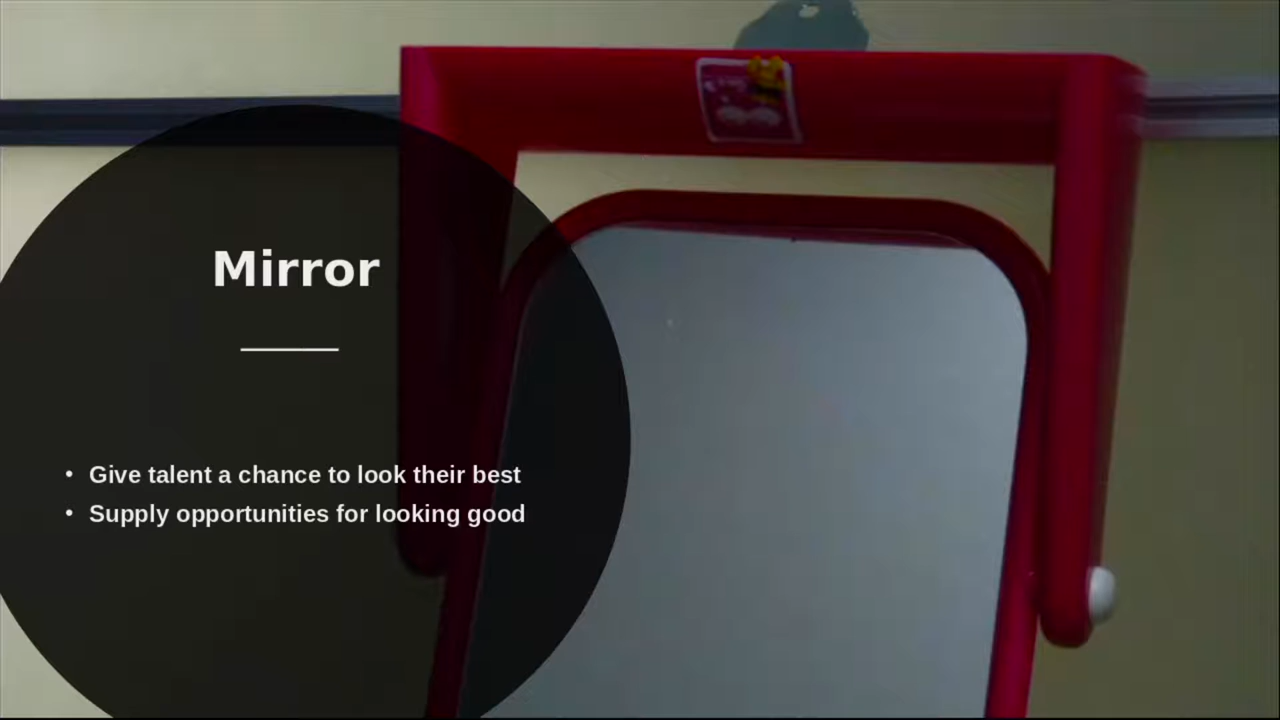 Mirror
• Give talent a chance to look their best
• Supply opportunities for looking good